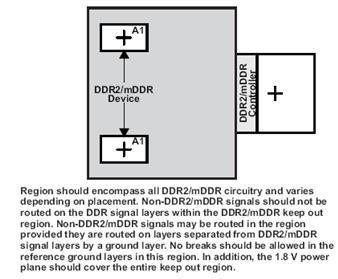 A1
DDR2/mDDR
Device
A1
DDR2/mDDR
Controller
Region should encompass all DDR2/mDDR circuitry and varies
depending on placement. Non-DDR2/mDDR signals should not be
routed on the DDR signal layers within the DDR2/mDDR keep out
region. Non-DDR2/mDDR signals may be routed in the region
provided they are routed on layers separated from DDR2/mDDR
signal layers by a ground layer. No breaks should be allowed in the
reference ground layers in this region. In addition, the 1.8 V power
plane should cover the entire keep out region.